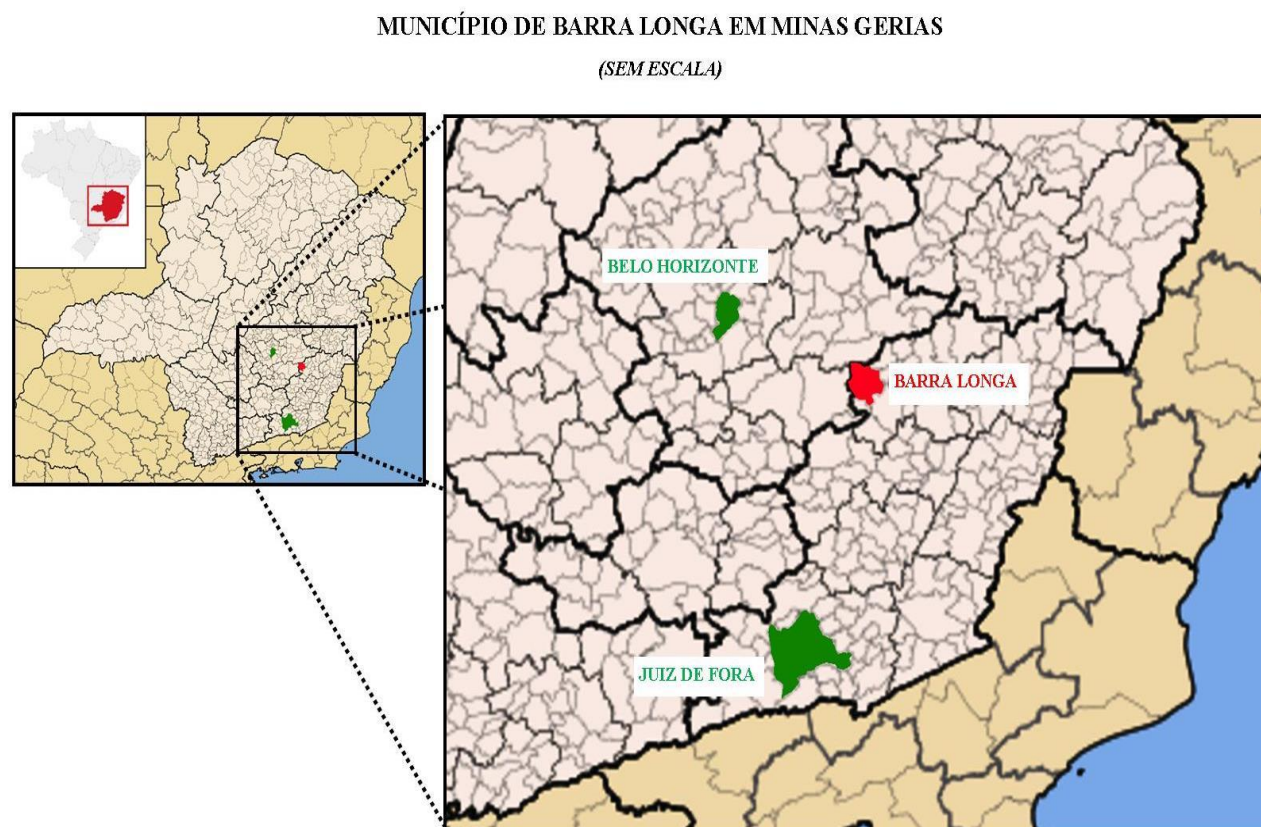 MUNICÍPIO DE BARRA LONGA EM MINAS GERIAS
(SEM ESCALA)
BELO HORIZONTE
BARRA LONGA
JUIZ DE FORA